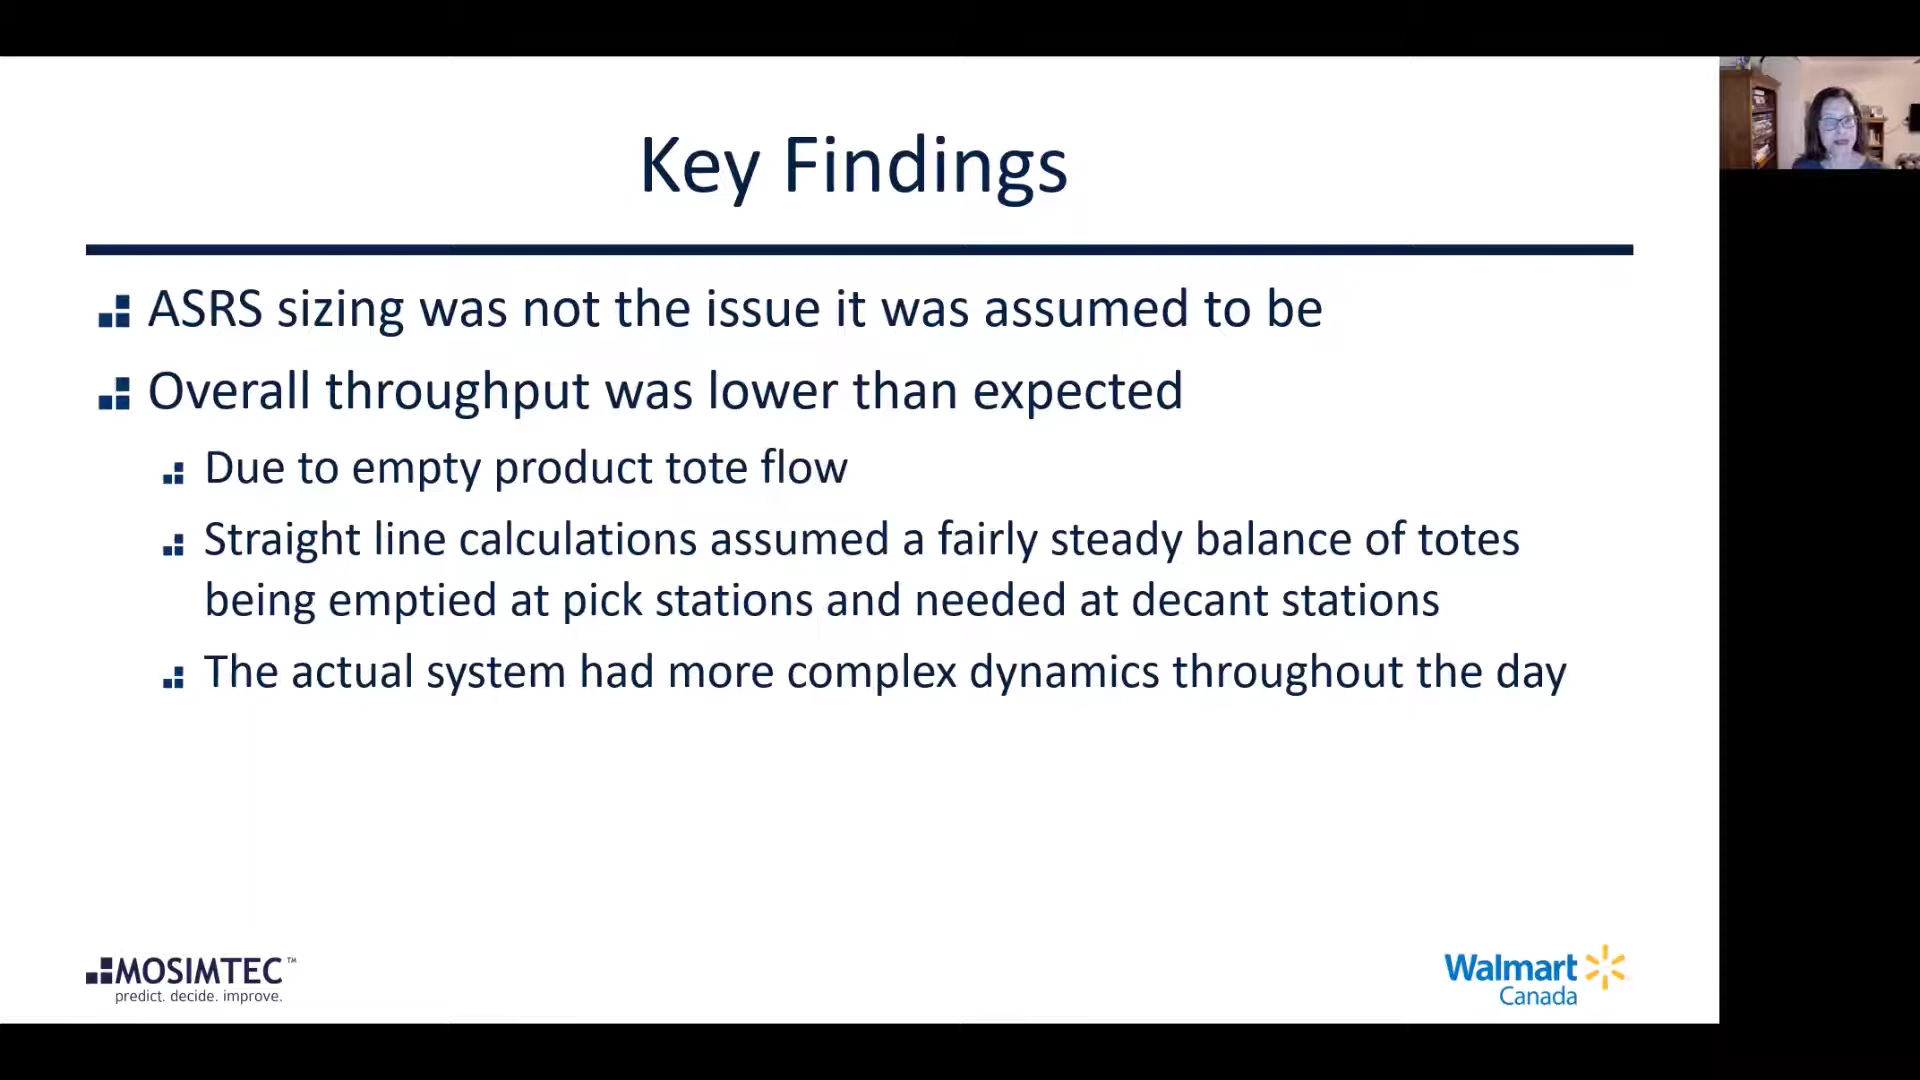 Key Findings
ASRS sizing was not the issue it was assumed to be
Overall throughput was lower than expected
Due to empty product tote flow
Straight line calculations assumed a fairly steady balance of totes
being emptied at pick stations and needed at decant stations
The actual system had more complex dynamics throughout the day
MOSIMTEC™
predict. decide. improve.
Walmart
Canada